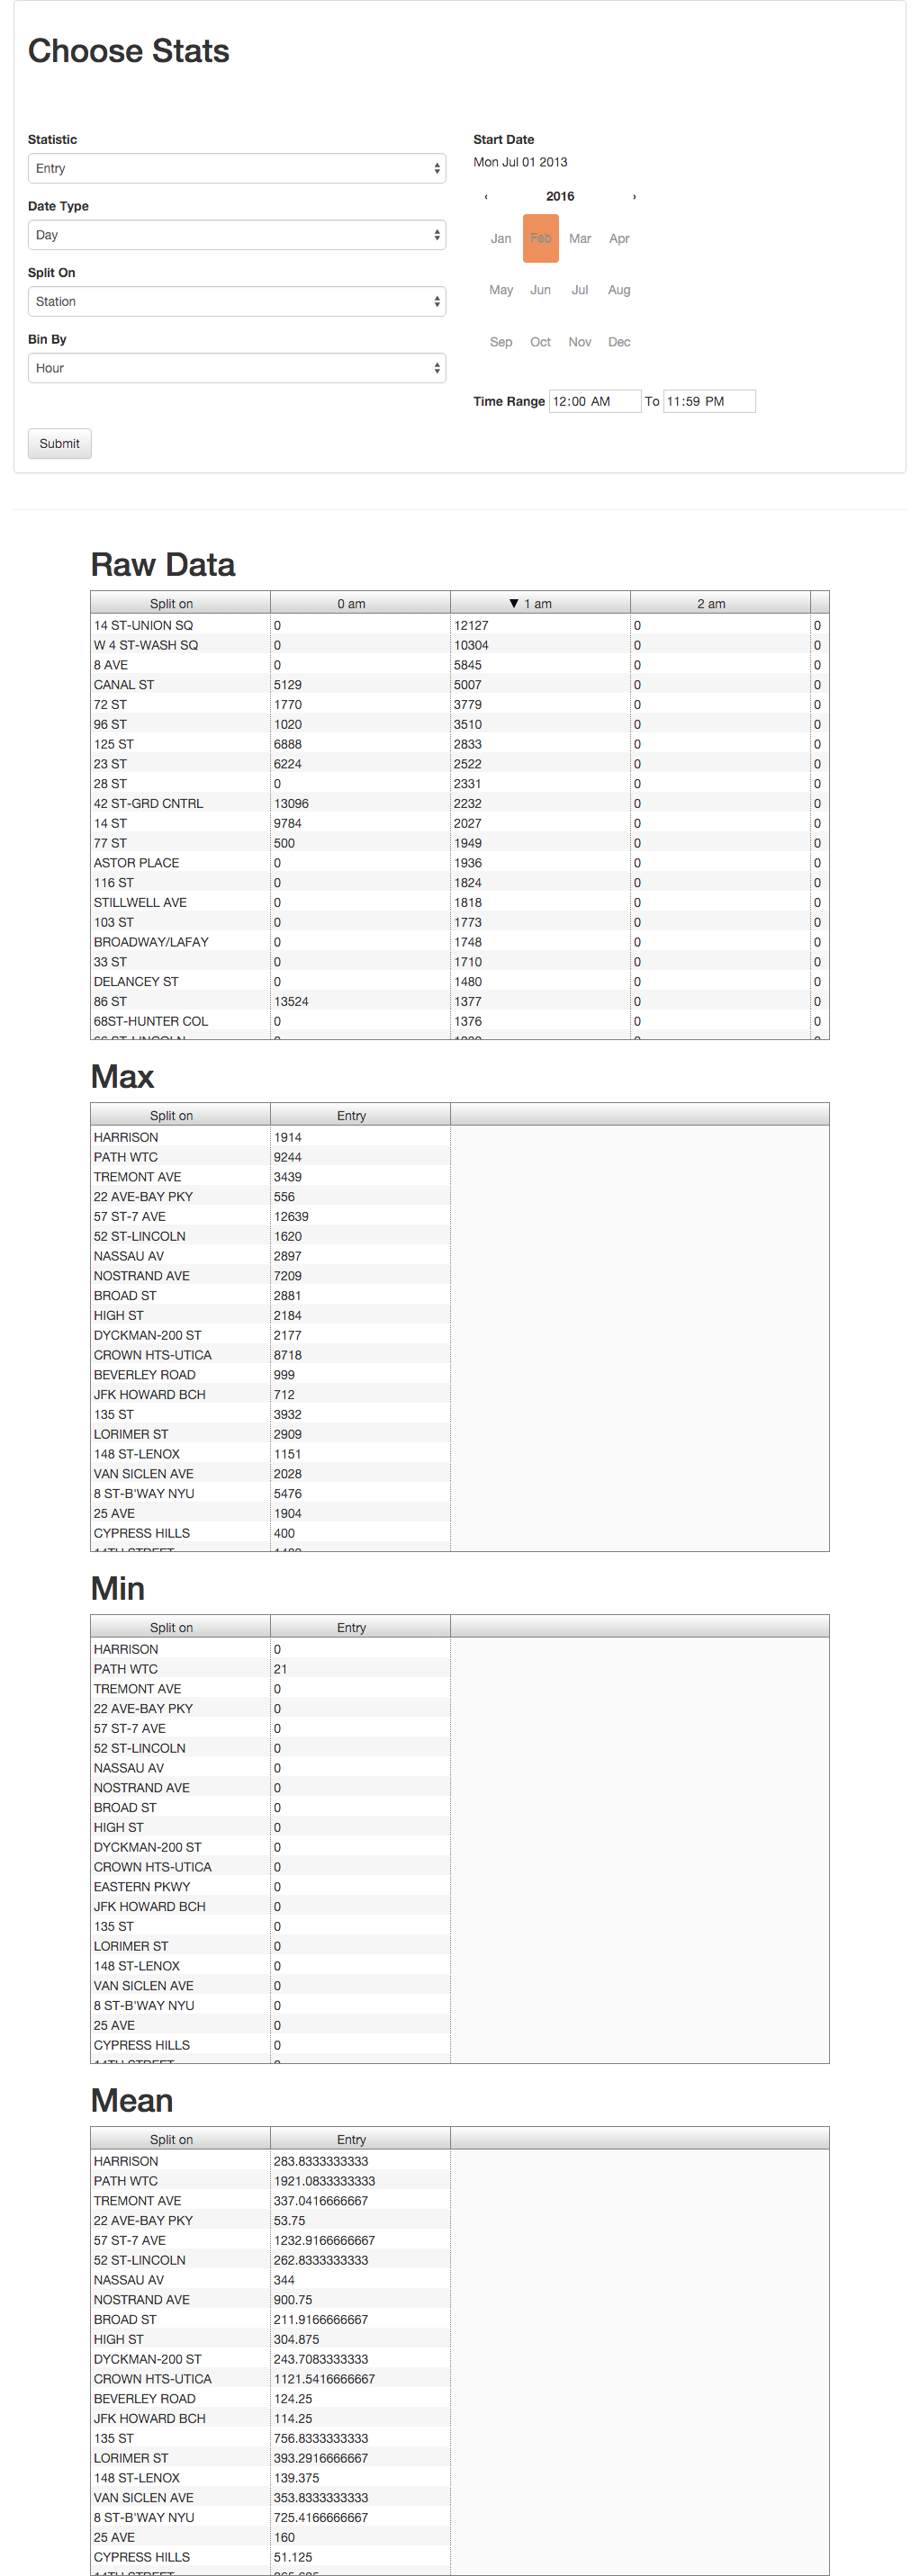 Choose Stats
Statistic
Entry
Date Type
Day
Split On
Station
Bin By
Hour
Submit
Start Date
Mon Jul 01 2013
‹ 2016 ›
Jan Feb Mar Apr
May Jun Jul Aug
Sep Oct Nov Dec
Time Range 12:00 AM To 11:59 PM
Raw Data
Split on 0 am ▼ 1 am 2 am
14 ST-UNION SQ 0 12127 0 0
W 4 ST-WASH SQ 0 10304 0 0
8 AVE 0 5845 0 0
CANAL ST 5129 5007 0 0
72 ST 1770 3779 0 0
96 ST 1020 3510 0 0
125 ST 6888 2833 0 0
23 ST 6224 2522 0 0
28 ST 0 2331 0 0
42 ST-GRD CNTRL 13096 2232 0 0
14 ST 9784 2027 0 0
77 ST 500 1949 0 0
ASTOR PLACE 0 1936 0 0
116 ST 0 1824 0 0
STILLWELL AVE 0 1818 0 0
103 ST 0 1773 0 0
BROADWAY/LAFAY 0 1748 0 0
33 ST 0 1710 0 0
DELANCEY ST 0 1480 0 0
86 ST 13524 1377 0 0
68ST-HUNTER COL 0 1376 0 0
Max
Split on Entry
HARRISON 1914
PATH WTC 9244
TREMONT AVE 3439
22 AVE-BAY PKY 556
57 ST-7 AVE 12639
52 ST-LINCOLN 1620
NASSAU AV 2897
NOSTRAND AVE 7209
BROAD ST 2881
HIGH ST 2184
DYCKMAN-200 ST 2177
CROWN HTS-UTICA 8718
BEVERLEY ROAD 999
JFK HOWARD BCH 712
135 ST 3932
LORIMER ST 2909
148 ST-LENOX 1151
VAN SICLEN AVE 2028
8 ST-B'WAY NYU 5476
25 AVE 1904
CYPRESS HILLS 400
Min
Split on Entry
HARRISON 0
PATH WTC 21
TREMONT AVE 0
22 AVE-BAY PKY 0
57 ST-7 AVE 0
52 ST-LINCOLN 0
NASSAU AV 0
NOSTRAND AVE 0
BROAD ST 0
HIGH ST 0
DYCKMAN-200 ST 0
CROWN HTS-UTICA 0
EASTERN PKWY 0
JFK HOWARD BCH 0
135 ST 0
LORIMER ST 0
148 ST-LENOX 0
VAN SICLEN AVE 0
8 ST-B'WAY NYU 0
25 AVE 0
CYPRESS HILLS 0
Mean
Split on Entry
HARRISON 283.8333333333
PATH WTC 1921.0833333333
TREMONT AVE 337.0416666667
22 AVE-BAY PKY 53.75
57 ST-7 AVE 1232.9166666667
52 ST-LINCOLN 262.8333333333
NASSAU AV 344
NOSTRAND AVE 900.75
BROAD ST 211.9166666667
HIGH ST 304.875
DYCKMAN-200 ST 243.7083333333
CROWN HTS-UTICA 1121.5416666667
BEVERLEY ROAD 124.25
JFK HOWARD BCH 114.25
135 ST 756.8333333333
LORIMER ST 393.2916666667
148 ST-LENOX 139.375
VAN SICLEN AVE 353.8333333333
8 ST-B'WAY NYU 725.4166666667
25 AVE 160
CYPRESS HILLS 51.125